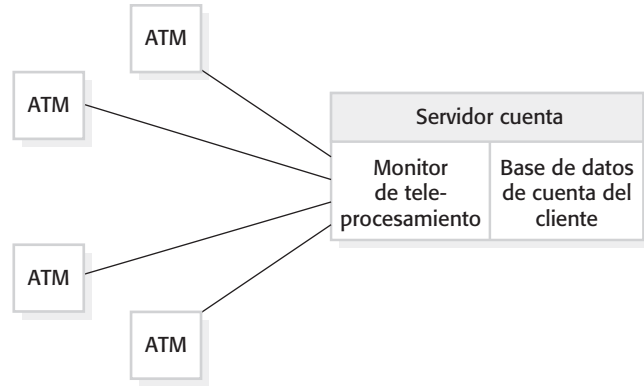 ATM
ATM
Servidor cuenta
Monitor
de tele-
procesamiento
Base de datos
de cuenta del
cliente
ATM
ATM